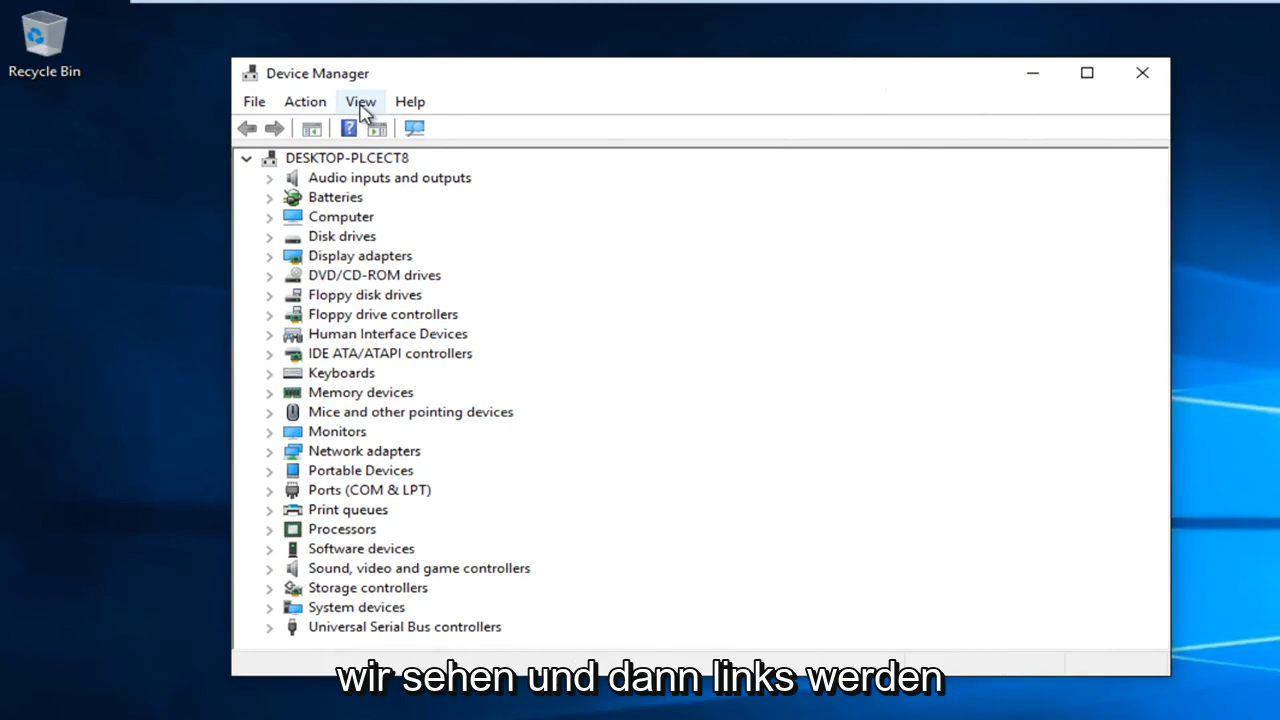 Recycle Bin
Device Manager
File Action View Help
DESKTOP-PLCECT8
Audio inputs and outputs
Batteries
Computer
Disk drives
Display adapters
DVD/CD-ROM drives
Floppy disk drives
Floppy drive controllers
Human Interface Devices
IDE ATA/ATAPI controllers
Keyboards
Memory devices
Mice and other pointing devices
Monitors
Network adapters
Portable Devices
Ports (COM & LPT)
Print queues
Processors
Software devices
Sound, video and game controllers
Storage controllers
System devices
Universal Serial Bus controllers
wir sehen und dann links werden